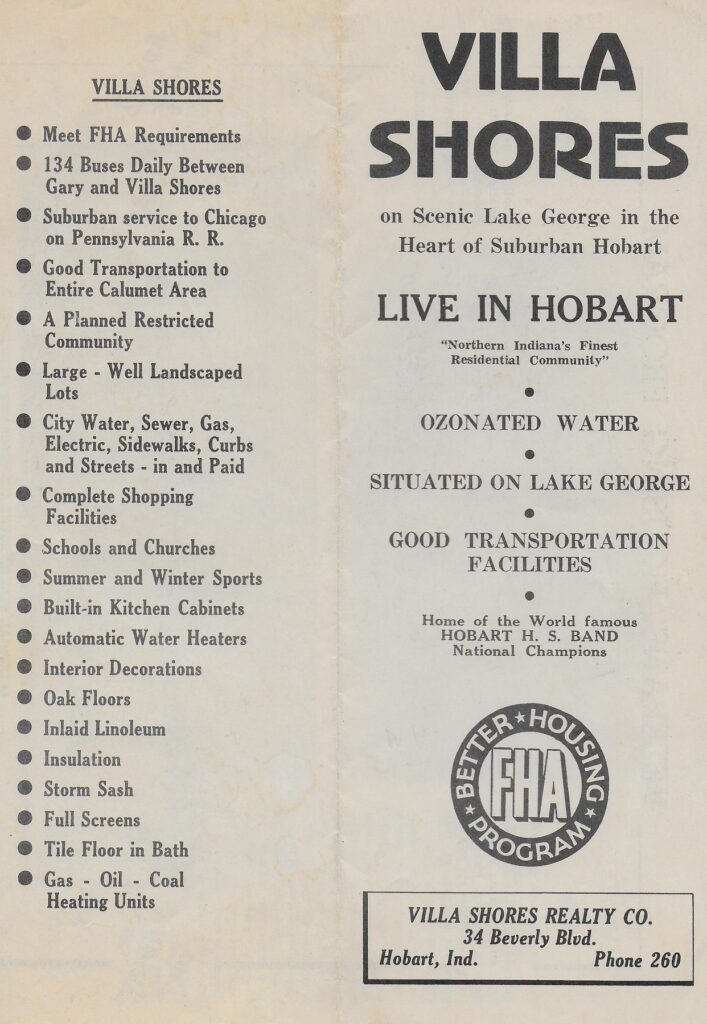 VILLA SHORES
● Meet FHA Requirements
● 134 Buses Daily Between
Gary and Villa Shores
● Suburban service to Chicago
on Pennsylvania R. R.
● Good Transportation to
Entire Calumet Area
● A Planned Restricted
Community
● Large - Well Landscaped
Lots
● City Water, Sewer, Gas,
Electric, Sidewalks, Curbs
and Streets - in and Paid
● Complete Shopping
Facilities
● Schools and Churches
● Summer and Winter Sports
● Built-in Kitchen Cabinets
● Automatic Water Heaters
● Interior Decorations
● Oak Floors
● Inlaid Linoleum
● Insulation
● Storm Sash
● Full Screens
● Tile Floor in Bath
● Gas - Oil - Coal
Heating Units
VILLA
SHORES
on Scenic Lake George in the
Heart of Suburban Hobart
LIVE IN HOBART
"Northern Indiana's Finest
Residential Community"
●
OZONATED WATER
●
SITUATED ON LAKE GEORGE
●
GOOD TRANSPORTATION
FACILITIES
●
Home of the World famous
HOBART H. S. BAND
National Champions
BETTER ★ HOUSING ★ PROGRAM ★
FHA
VILLA SHORES REALTY CO.
34 Beverly Blvd.
Hobart, Ind. Phone 260